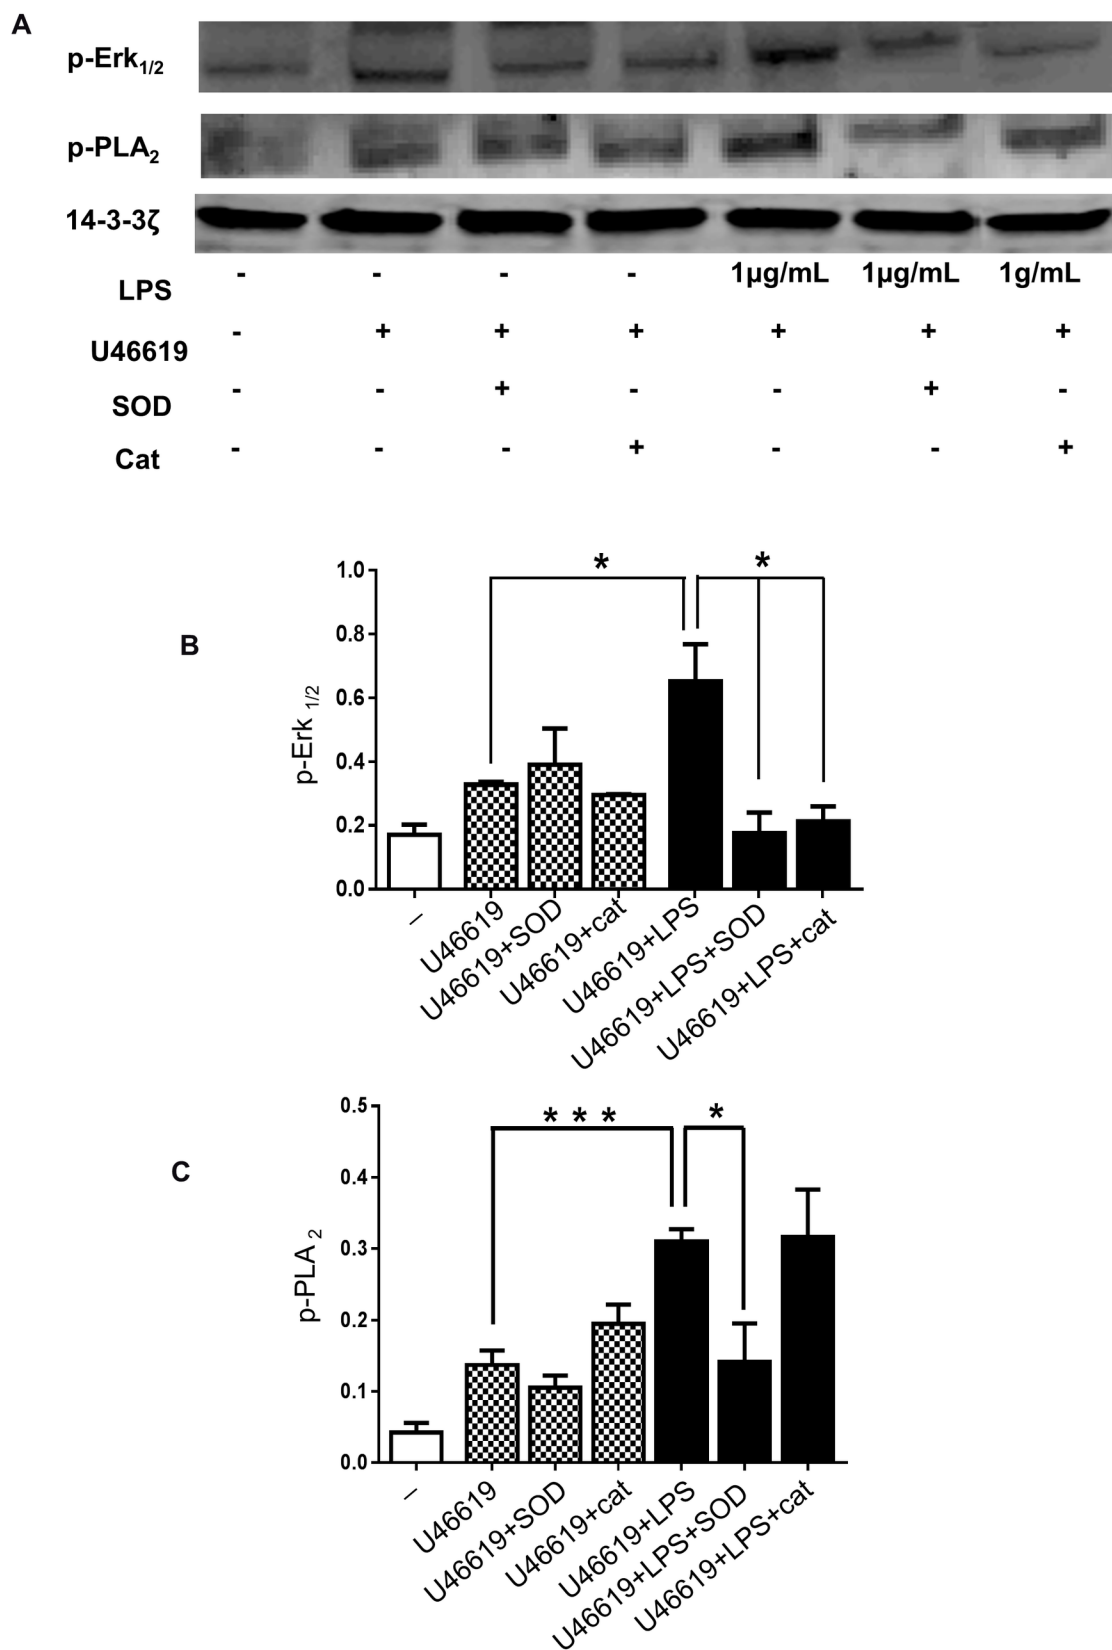 A
p-Erk1/2
p-PLA2
14-3-3ζ
LPS - - - - 1µg/mL 1µg/mL 1g/mL
U46619 - + + + + + +
SOD - - + - - + -
Cat - - - + - - +
B
p-Erk 1/2
1.0
0.8
0.6
0.4
0.2
0.0
* *
–
U46619
U46619+SOD
U46619+cat
U46619+LPS
U46619+LPS+SOD
U46619+LPS+cat
C
p-PLA 2
0.5
0.4
0.3
0.2
0.1
0.0
* * * *
–
U46619
U46619+SOD
U46619+cat
U46619+LPS
U46619+LPS+SOD
U46619+LPS+cat